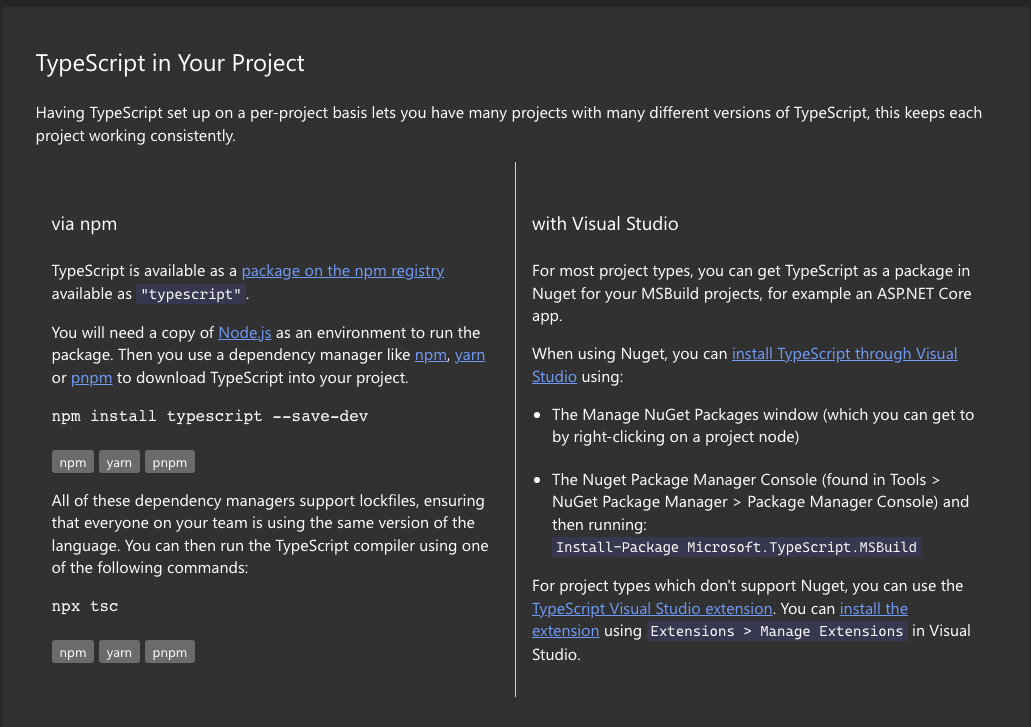 TypeScript in Your Project
Having TypeScript set up on a per-project basis lets you have many projects with many different versions of TypeScript, this keeps each
project working consistently.
via npm
TypeScript is available as a package on the npm registry
available as "typescript".
You will need a copy of Node.js as an environment to run the
package. Then you use a dependency manager like npm, yarn
or pnpm to download TypeScript into your project.
npm install typescript --save-dev
npm yarn pnpm
All of these dependency managers support lockfiles, ensuring
that everyone on your team is using the same version of the
language. You can then run the TypeScript compiler using one
of the following commands:
npx tsc
npm yarn pnpm
with Visual Studio
For most project types, you can get TypeScript as a package in
Nuget for your MSBuild projects, for example an ASP.NET Core
app.
When using Nuget, you can install TypeScript through Visual
Studio using:
• The Manage NuGet Packages window (which you can get to
by right-clicking on a project node)
• The Nuget Package Manager Console (found in Tools >
NuGet Package Manager > Package Manager Console) and
then running:
Install-Package Microsoft.TypeScript.MSBuild
For project types which don't support Nuget, you can use the
TypeScript Visual Studio extension. You can install the
extension using Extensions > Manage Extensions in Visual
Studio.